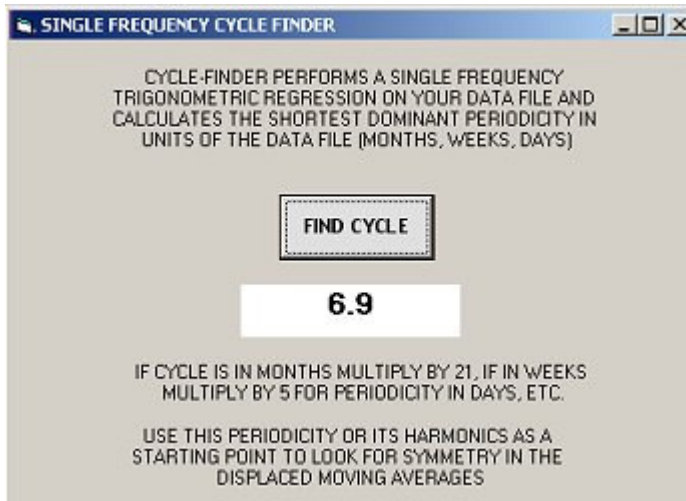 SINGLE FREQUENCY CYCLE FINDER
CYCLE-FINDER PERFORMS A SINGLE FREQUENCY
TRIGONOMETRIC REGRESSION ON YOUR DATA FILE AND
CALCULATES THE SHORTEST DOMINANT PERIODICITY IN
UNITS OF THE DATA FILE (MONTHS, WEEKS, DAYS)
FIND CYCLE
6.9
IF CYCLE IS IN MONTHS MULTIPLY BY 21, IF IN WEEKS
MULTIPLY BY 5 FOR PERIODICITY IN DAYS, ETC.
USE THIS PERIODICITY OR ITS HARMONICS AS A
STARTING POINT TO LOOK FOR SYMMETRY IN THE
DISPLACED MOVING AVERAGES